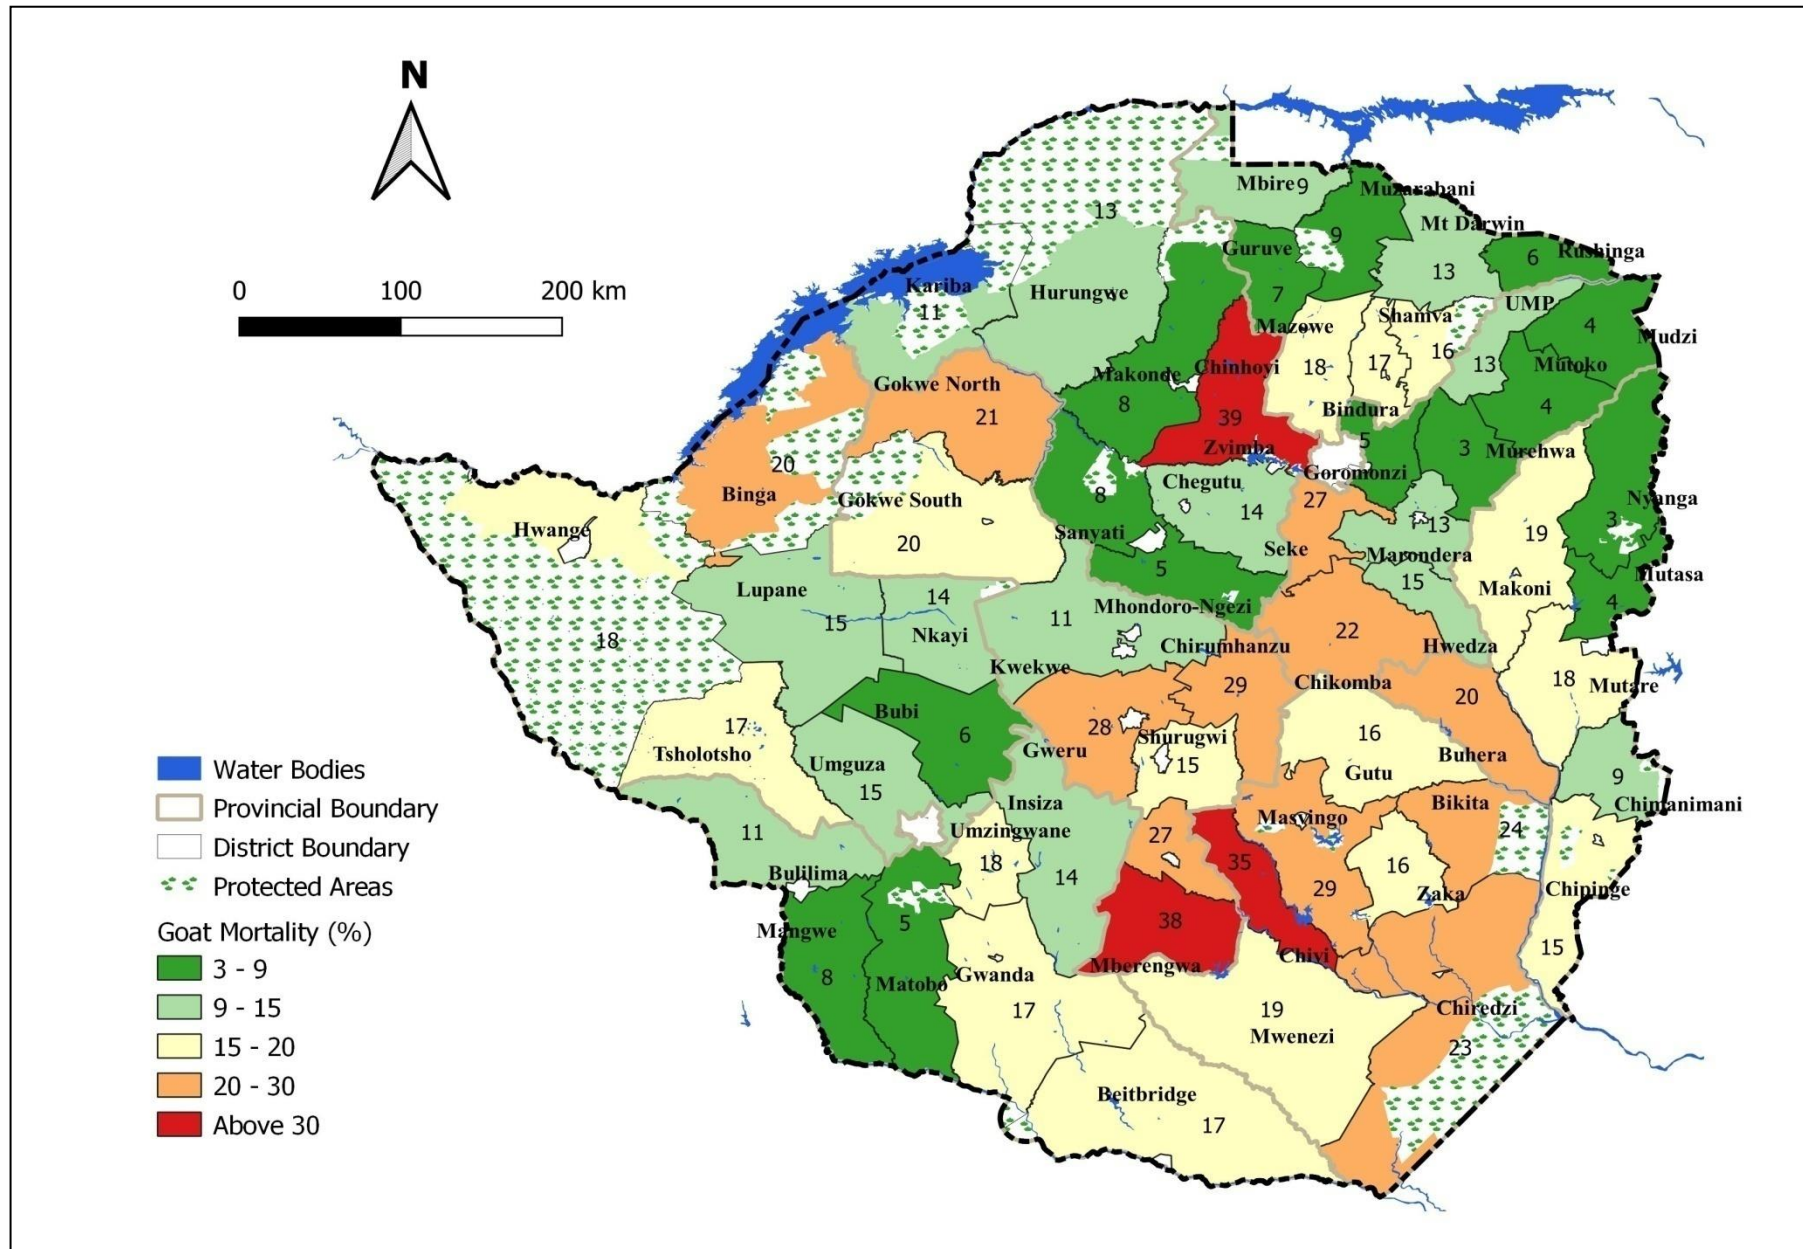 N
0 100 200 km
Mbire 9
Muzarabani
13
Mt Darwin
Guruve
9
Rushinga
6
13
Kariba
Hurungwe
7
UMP
11
Mazowe
Shamva
4
Mudzi
16
17
18
13
Mutoko
Makonde
Chinhoyi
Gokwe North
8
39
21
Bindura
4
Zvimba
5
3
Murehwa
20
Goromonzi
Binga
Gokwe South
8
Chegutu
27
Nyanga
14
13
3
Hwange
Sanyati
19
20
Seke
Marondera
5
15
Mutasa
Lupane
14
Makoni
4
Mhondoro-Ngezi
15
Nkayi
11
22
18
Chirumhanzu
Hwedza
Kwekwe
29
Chikomba
18
Mutare
20
Bubi
17
6
28
Shurugwi
16
Tsholotsho
Gweru
Buhera
Umguza
15
Gutu
9
15
Insiza
Bikita
Chimanimani
Masvingo
11
Umzingwane
27
24
18
35
16
Bulilima
14
29
Zaka
Chipinge
5
38
Mangwe
15
Chivi
Mberengwa
8
Matobo
Gwanda
17
19
Chiredzi
Mwenezi
23
Beitbridge
17
Water Bodies
Provincial Boundary
District Boundary
Protected Areas
Goat Mortality (%)
3 - 9
9 - 15
15 - 20
20 - 30
Above 30